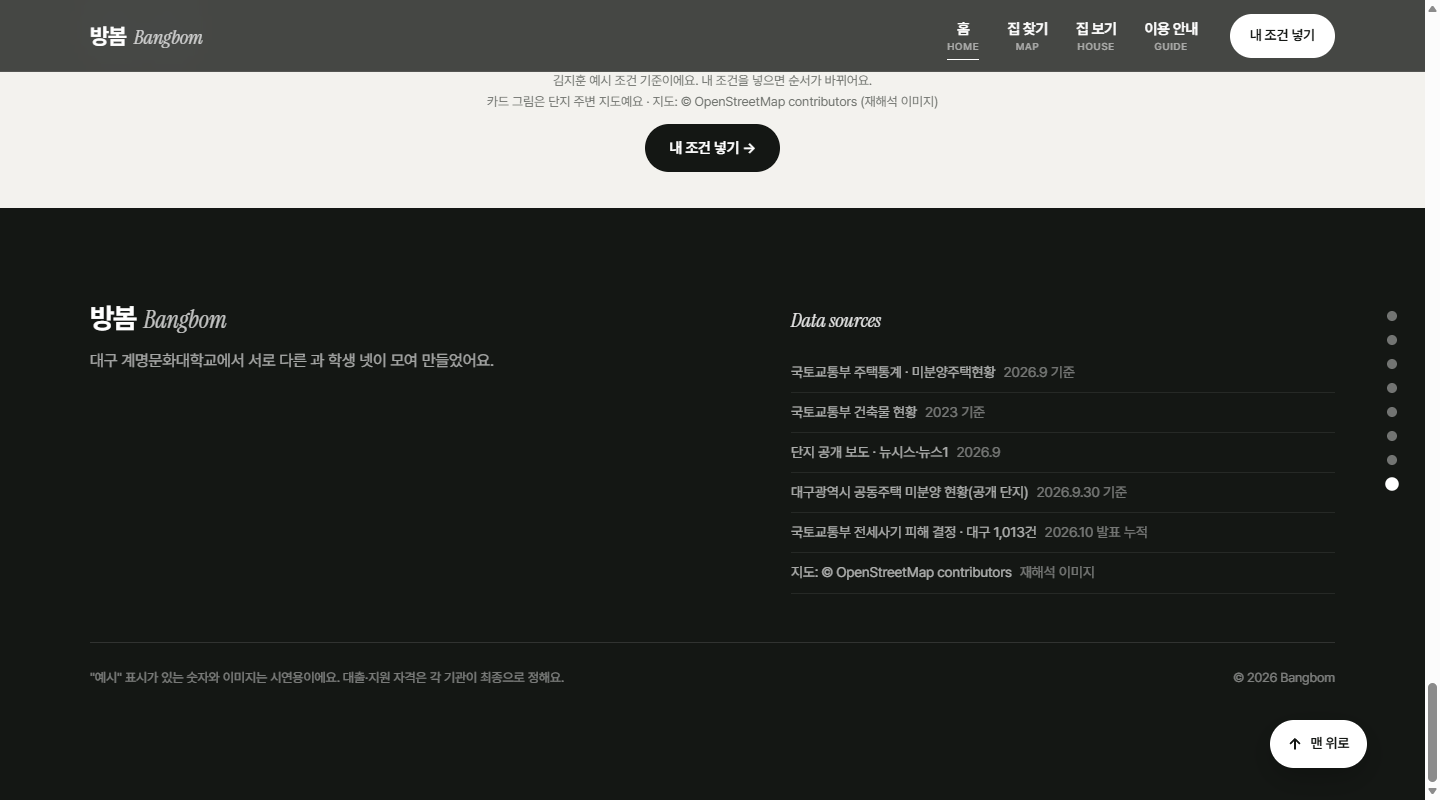 방봄 Bangbom
홈
HOME
집 찾기
MAP
집 보기
HOUSE
이용 안내
GUIDE
내 조건 넣기
김지훈 예시 조건 기준이에요. 내 조건을 넣으면 순서가 바뀌어요.
카드 그림은 단지 주변 지도예요 · 지도: © OpenStreetMap contributors (재해석 이미지)
내 조건 넣기 →
방봄 Bangbom
대구 계명문화대학교에서 서로 다른 과 학생 넷이 모여 만들었어요.
Data sources
국토교통부 주택통계 · 미분양주택현황 2026.9 기준
국토교통부 건축물 현황 2023 기준
단지 공개 보도 · 뉴시스·뉴스1 2026.9
대구광역시 공동주택 미분양 현황(공개 단지) 2026.9.30 기준
국토교통부 전세사기 피해 결정 · 대구 1,013건 2026.10 발표 누적
지도: © OpenStreetMap contributors 재해석 이미지
"예시" 표시가 있는 숫자와 이미지는 시연용이에요. 대출·지원 자격은 각 기관이 최종으로 정해요.
© 2026 Bangbom
↑ 맨 위로